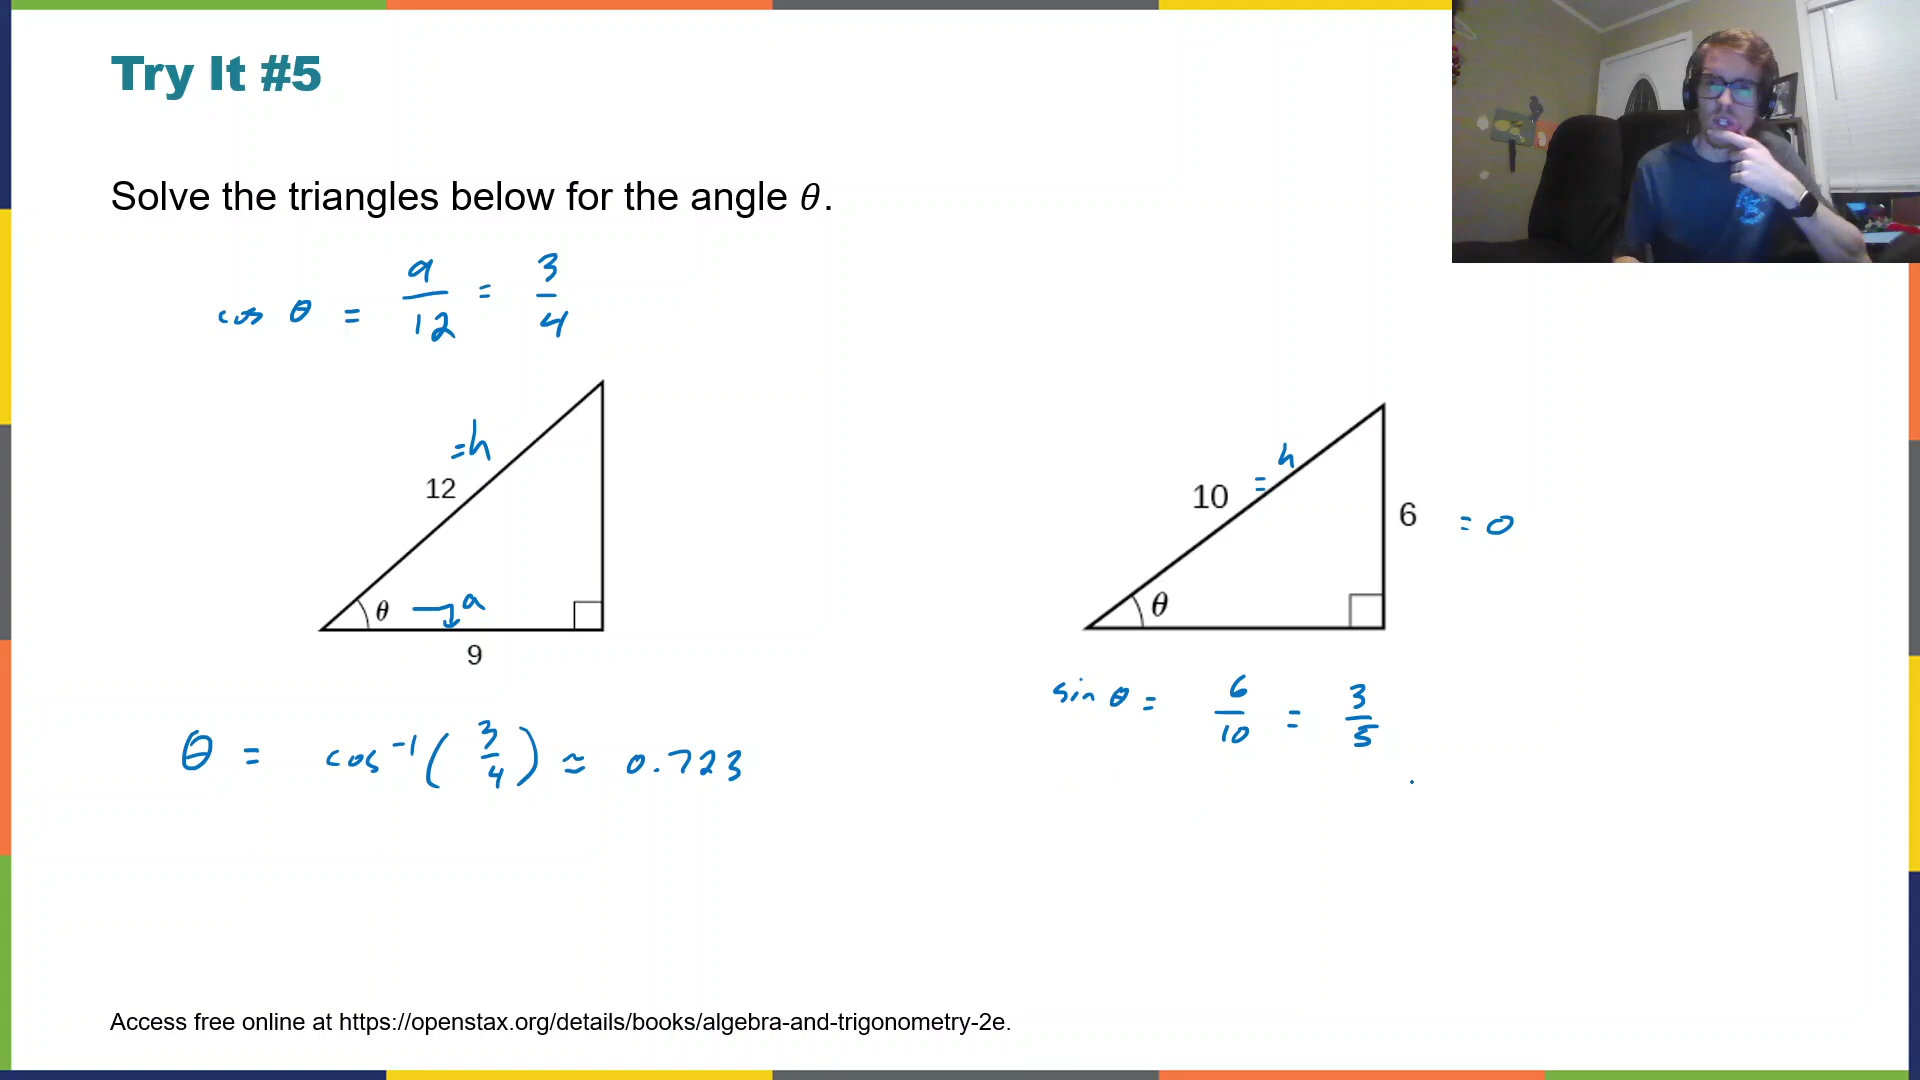 Try It #5
Solve the triangles below for the angle θ.
cos θ = 9/12 = 3/4
=h
12
θ
a
9
θ = cos⁻¹(3/4) ≈ 0.723
h
10 =
6 = o
θ
sin θ = 6/10 = 3/5
Access free online at https://openstax.org/details/books/algebra-and-trigonometry-2e.